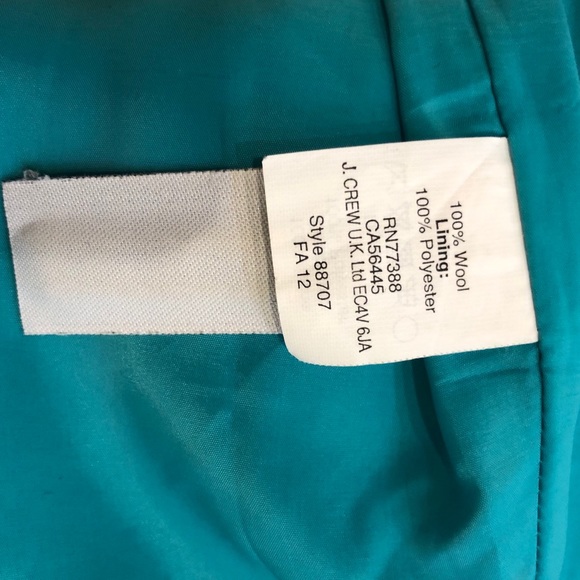 100% Wool
Lining:
100% Polyester
RN77388
CA56445
J. CREW U.K. Ltd EC4V 6JA
Style 88707
FA 12